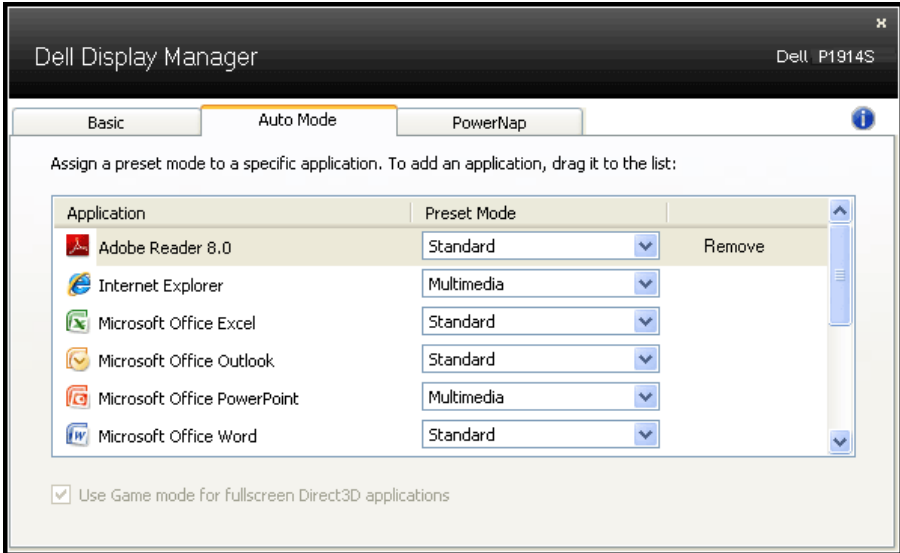 x
Dell Display Manager
Dell P1914S
Basic
Auto Mode
PowerNap
Assign a preset mode to a specific application. To add an application, drag it to the list:
Application Preset Mode
Adobe Reader 8.0 Standard Remove
Internet Explorer Multimedia
Microsoft Office Excel Standard
Microsoft Office Outlook Standard
Microsoft Office PowerPoint Multimedia
Microsoft Office Word Standard
Use Game mode for fullscreen Direct3D applications